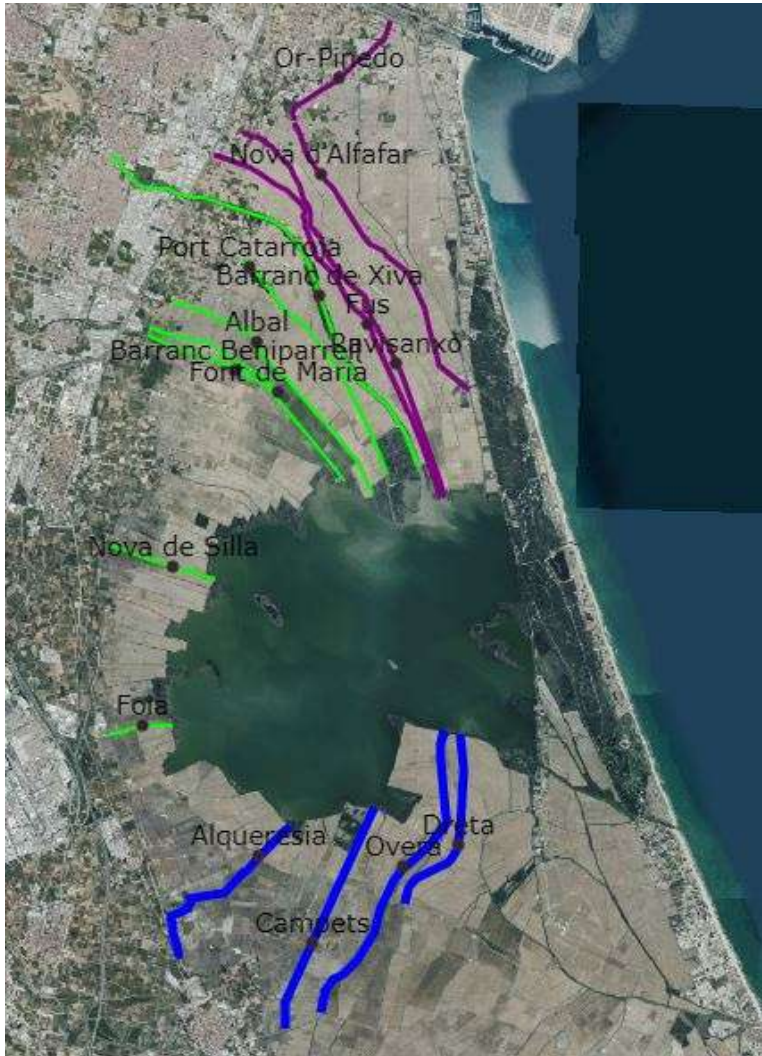 Or-Pinedo
Nova d'Alfafar
Port Catarroja
Barranc de Xiva
Fus
Albal
Ravisanxo
Barranc Beniparrell
Font de Maria
Nova de Silla
Foia
Dreta
Alqueresia
Overa
Campets